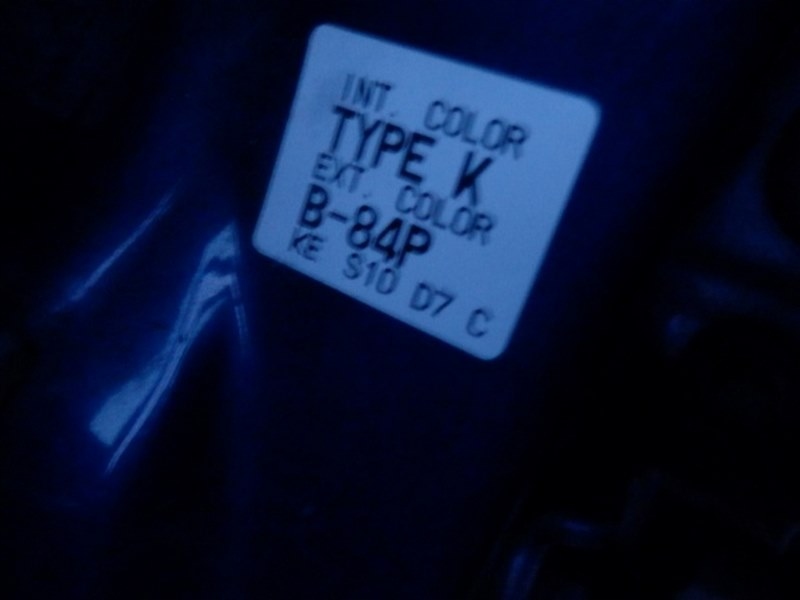 INT. COLOR
TYPE K
EXT. COLOR
B-84P
KE S10 D7 C